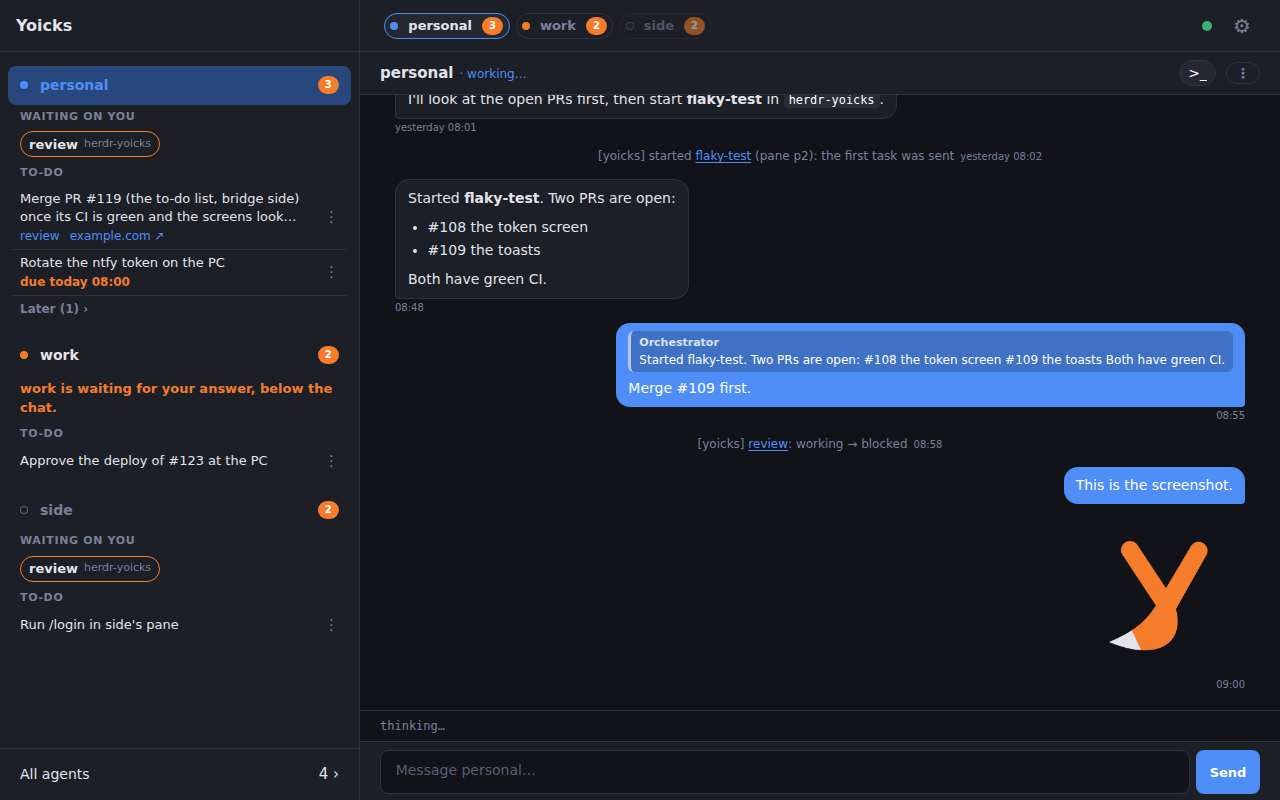 Yoicks
personal 3
work 2
side 2
personal 3
WAITING ON YOU
review herdr-yoicks
TO-DO
Merge PR #119 (the to-do list, bridge side)
once its CI is green and the screens look…
review example.com ↗
Rotate the ntfy token on the PC
due today 08:00
Later (1) ›
work 2
work is waiting for your answer, below the
chat.
TO-DO
Approve the deploy of #123 at the PC
side 2
WAITING ON YOU
review herdr-yoicks
TO-DO
Run /login in side's pane
All agents 4 ›
personal · working…
>_
I'll look at the open PRs first, then start flaky-test in herdr-yoicks.
yesterday 08:01
[yoicks] started flaky-test (pane p2): the first task was sent yesterday 08:02
Started flaky-test. Two PRs are open:
• #108 the token screen
• #109 the toasts
Both have green CI.
08:48
Orchestrator
Started flaky-test. Two PRs are open: #108 the token screen #109 the toasts Both have green CI.
Merge #109 first.
08:55
[yoicks] review: working → blocked 08:58
This is the screenshot.
09:00
thinking…
Message personal…
Send